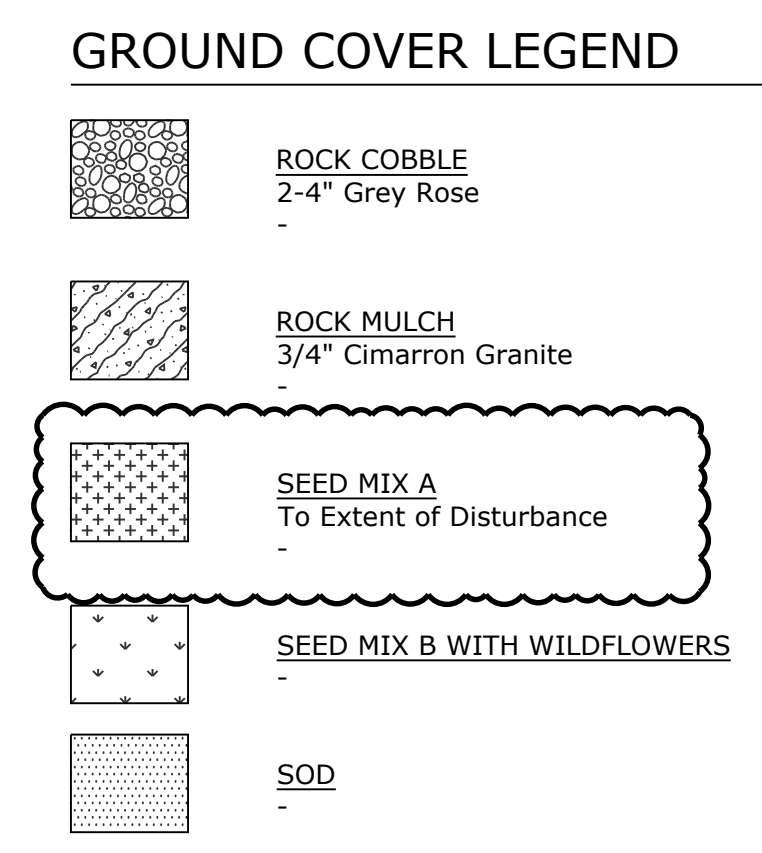 GROUND COVER LEGEND
ROCK COBBLE
2-4" Grey Rose
-
ROCK MULCH
3/4" Cimarron Granite
-
SEED MIX A
To Extent of Disturbance
-
SEED MIX B WITH WILDFLOWERS
-
SOD
-